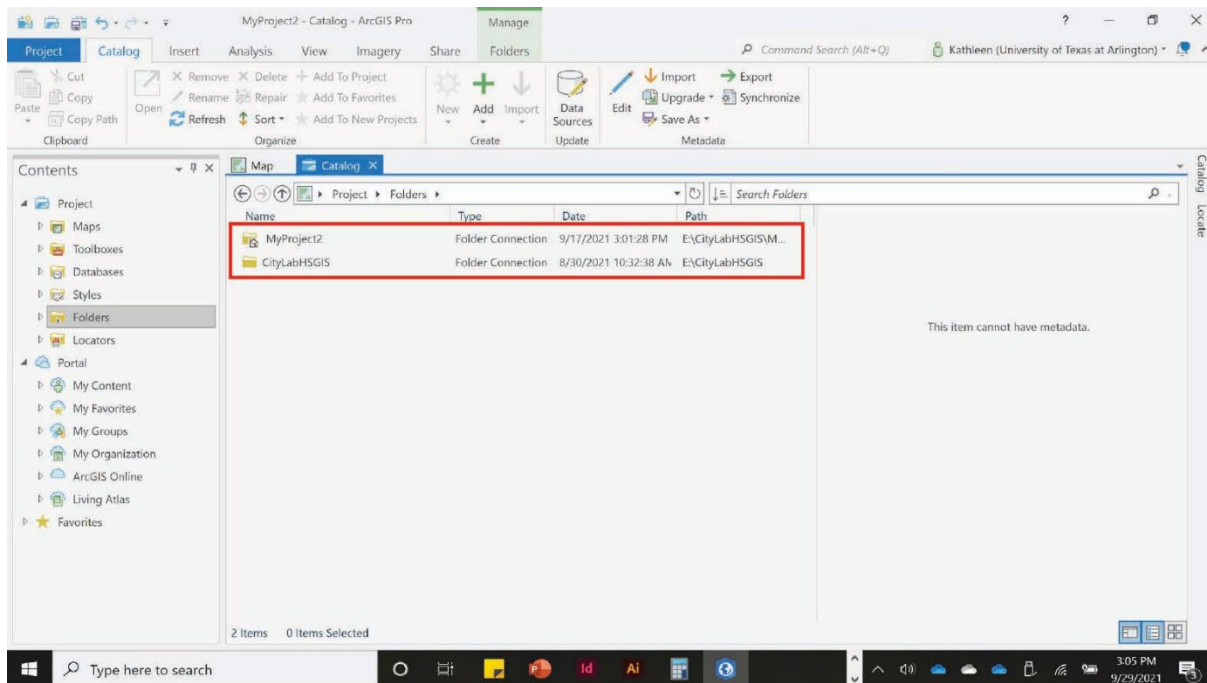 MyProject2 - Catalog - ArcGIS Pro
Manage
?
Project Catalog Insert Analysis View Imagery Share Folders
Command Search (Alt+Q)
Kathleen (University of Texas at Arlington)
Paste
Cut
Copy
Copy Path
Clipboard
Open
Remove Delete Add To Project
Rename Repair Add To Favorites
Refresh Sort Add To New Projects
Organize
New Add Import
Create
Data Sources
Update
Edit
Import Export
Upgrade Synchronize
Save As
Metadata
Contents
Project
Maps
Toolboxes
Databases
Styles
Folders
Locators
Portal
My Content
My Favorites
My Groups
My Organization
ArcGIS Online
Living Atlas
Favorites
Map Catalog
Project Folders
Search Folders
Name Type Date Path
MyProject2 Folder Connection 9/17/2021 3:01:28 PM E:\CityLabHSGIS\M...
CityLabHSGIS Folder Connection 8/30/2021 10:32:38 AM E:\CityLabHSGIS
This item cannot have metadata.
Catalog
Locate
2 Items 0 Items Selected
Type here to search
Id
Ai
3:05 PM
9/29/2021
3